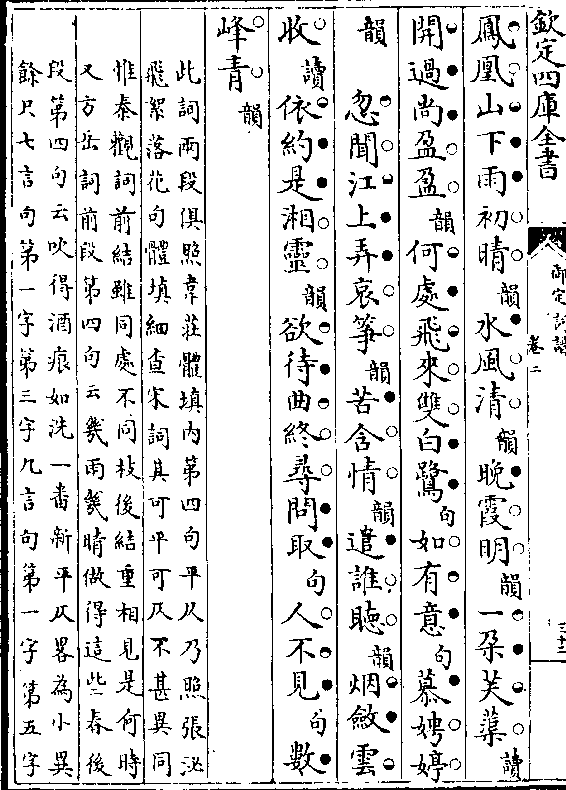 欽定四庫全書
御定詞譜
卷二
三十二
鳳凰山下雨初晴韻水風清韻晚霞明韻一朶芙蕖讀
開過尚盈盈韻何處飛來雙白鷺句如有意句慕娉婷
韻 忽聞江上弄哀筝韻苦含情韻遣誰聽韻烟斂雲
收讀依約是湘靈韻欲待曲終尋問取句人不見句數
峰青韻
此詞兩段俱照韋莊體填内第四句平仄乃照張泌
飛絮落花句體填細查宋詞其可平可仄不甚異同
惟秦觀詞前結雖同處不同枝後結重相見是何時
又方岳詞前段第四句云幾雨幾晴做得這些春後
段第四句云吹得酒痕如洗一番新平仄畧為小異
餘只七言句第一字第三字九言句第一字第五字